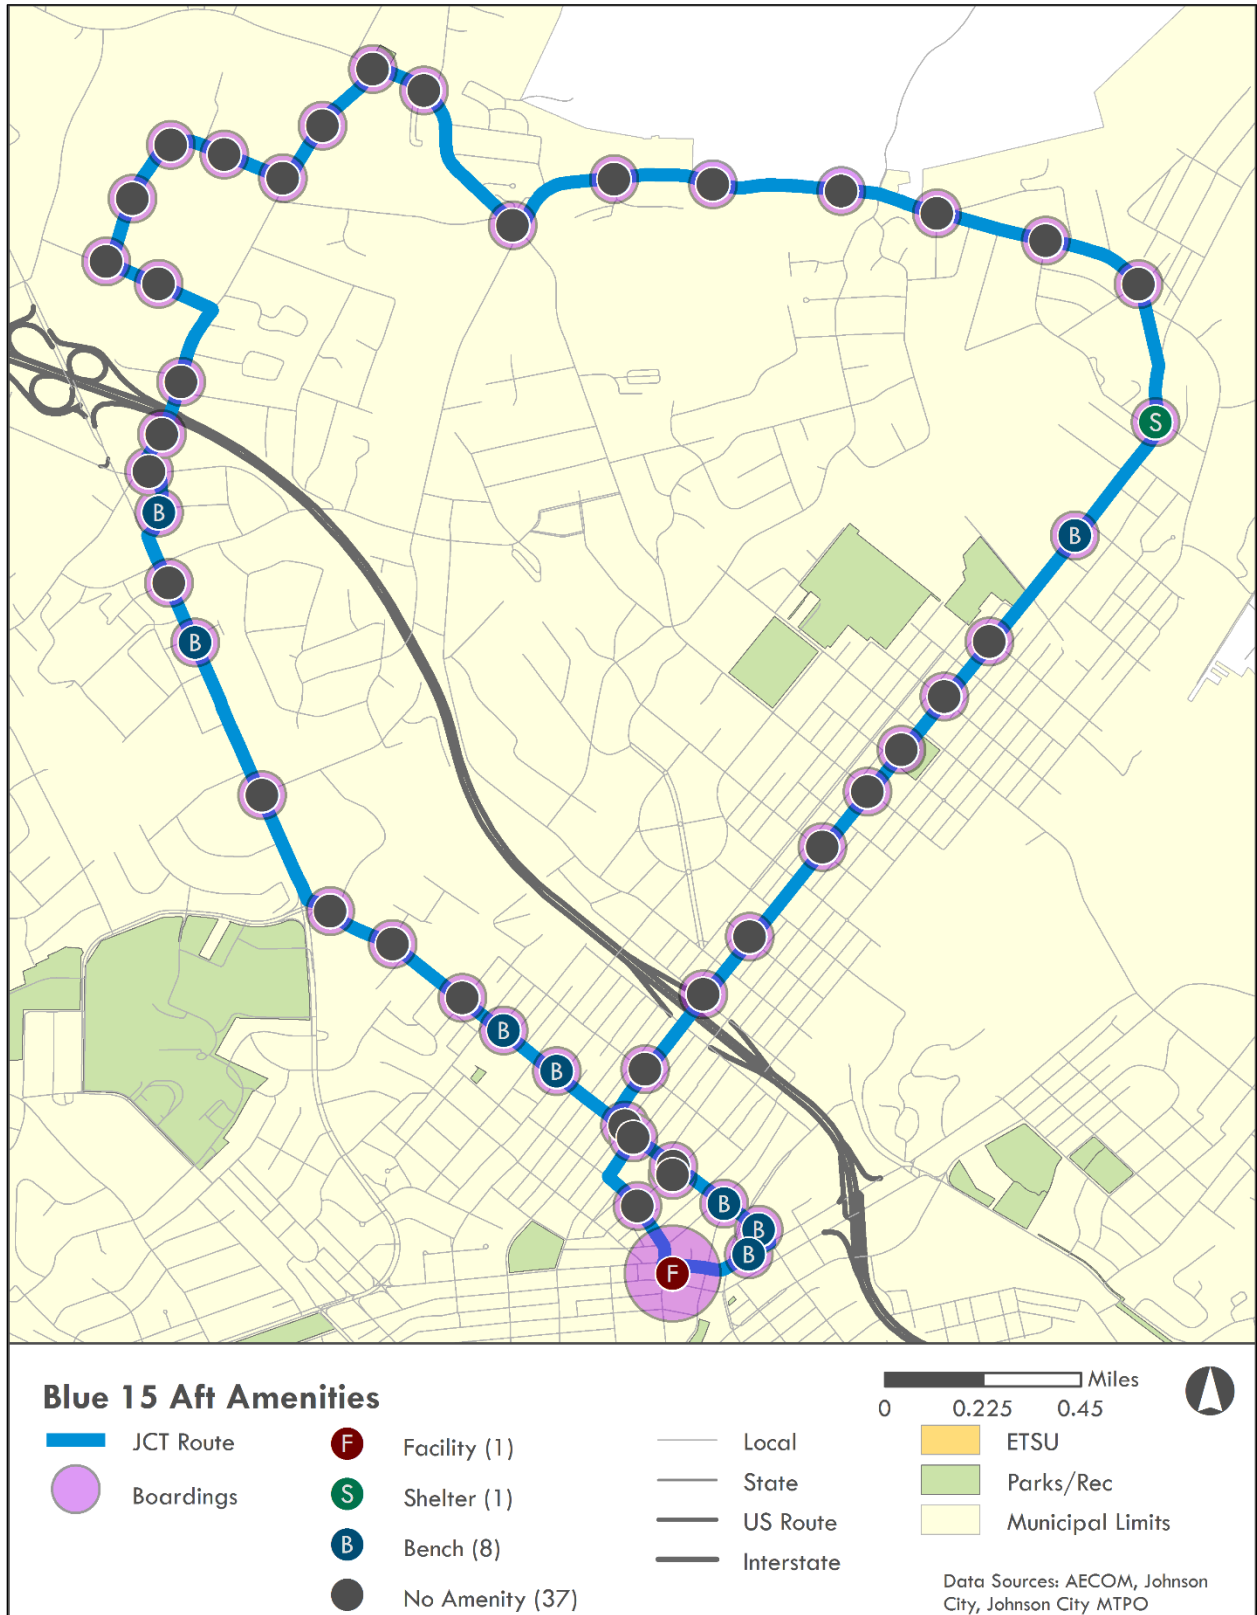 S
B
B
B
B
B
B
B
B
F
Blue 15 Aft Amenities
JCT Route
Boardings
F Facility (1)
S Shelter (1)
B Bench (8)
No Amenity (37)
Local
State
US Route
Interstate
Miles
0 0.225 0.45
ETSU
Parks/Rec
Municipal Limits
Data Sources: AECOM, Johnson
City, Johnson City MTPO